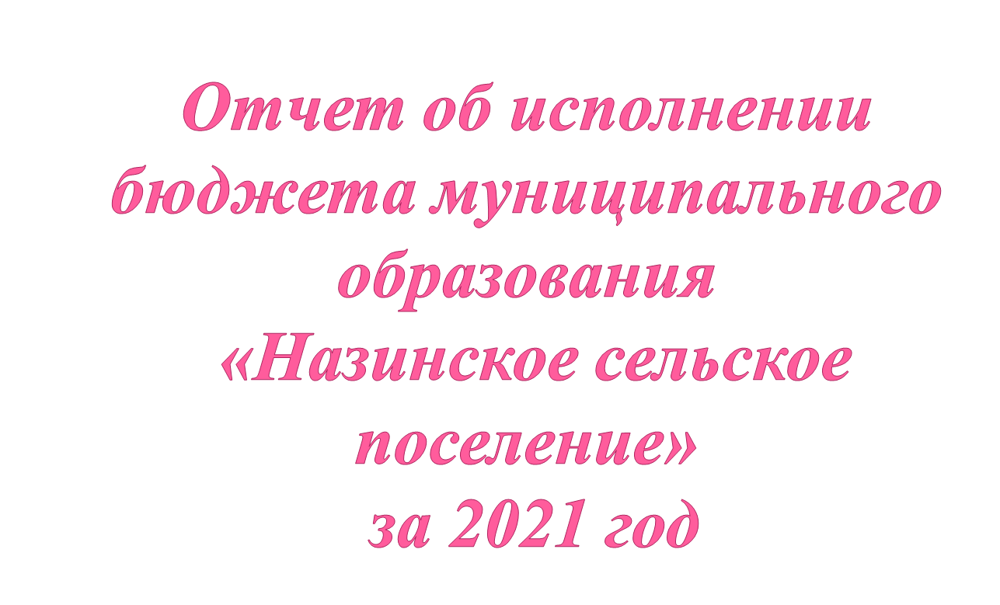 Отчет об исполнении
бюджета муниципального
образования
«Назинское сельское
поселение»
за 2021 год